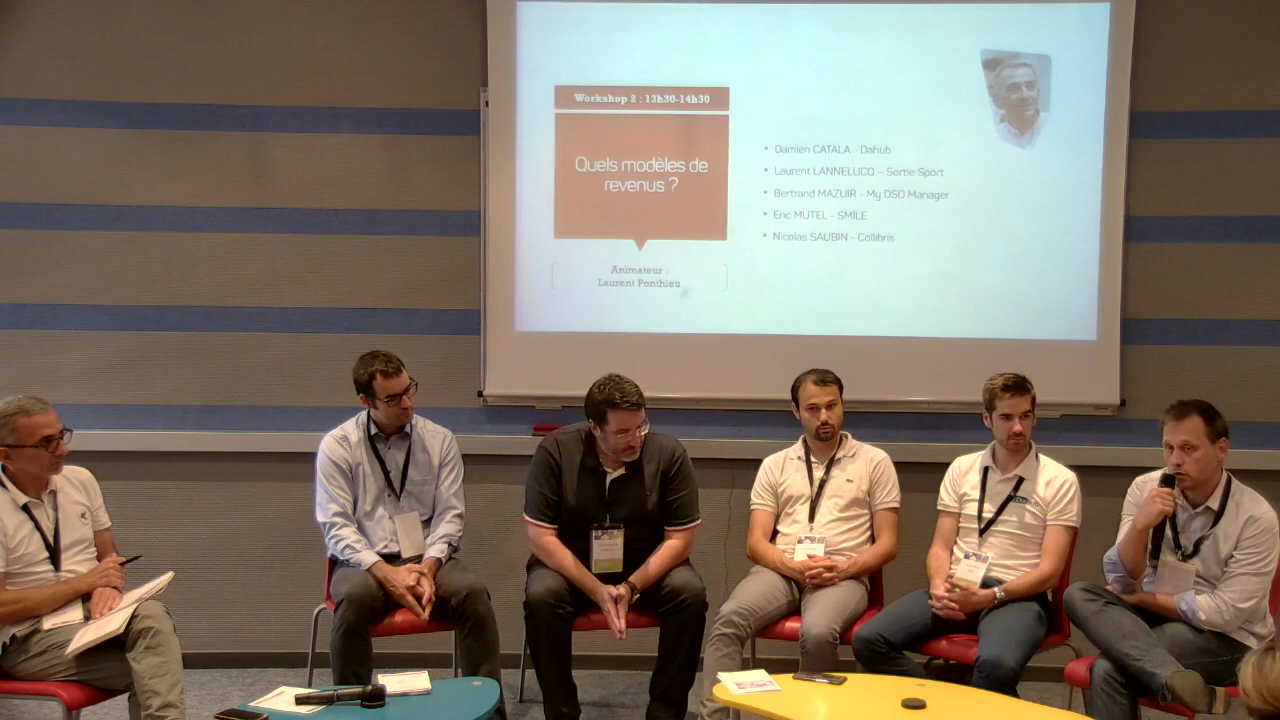 Workshop 2 : 13h30-14h30
Quels modèles de
revenus ?
Animateur :
Laurent Ponthieu
• Damien CATALA - Dahub
• Laurent LANNELUCQ - Sortie Sport
• Bertrand MAZUIR - My DSO Manager
• Eric MUTEL - SMILE
• Nicolas SAUBIN - Collibris